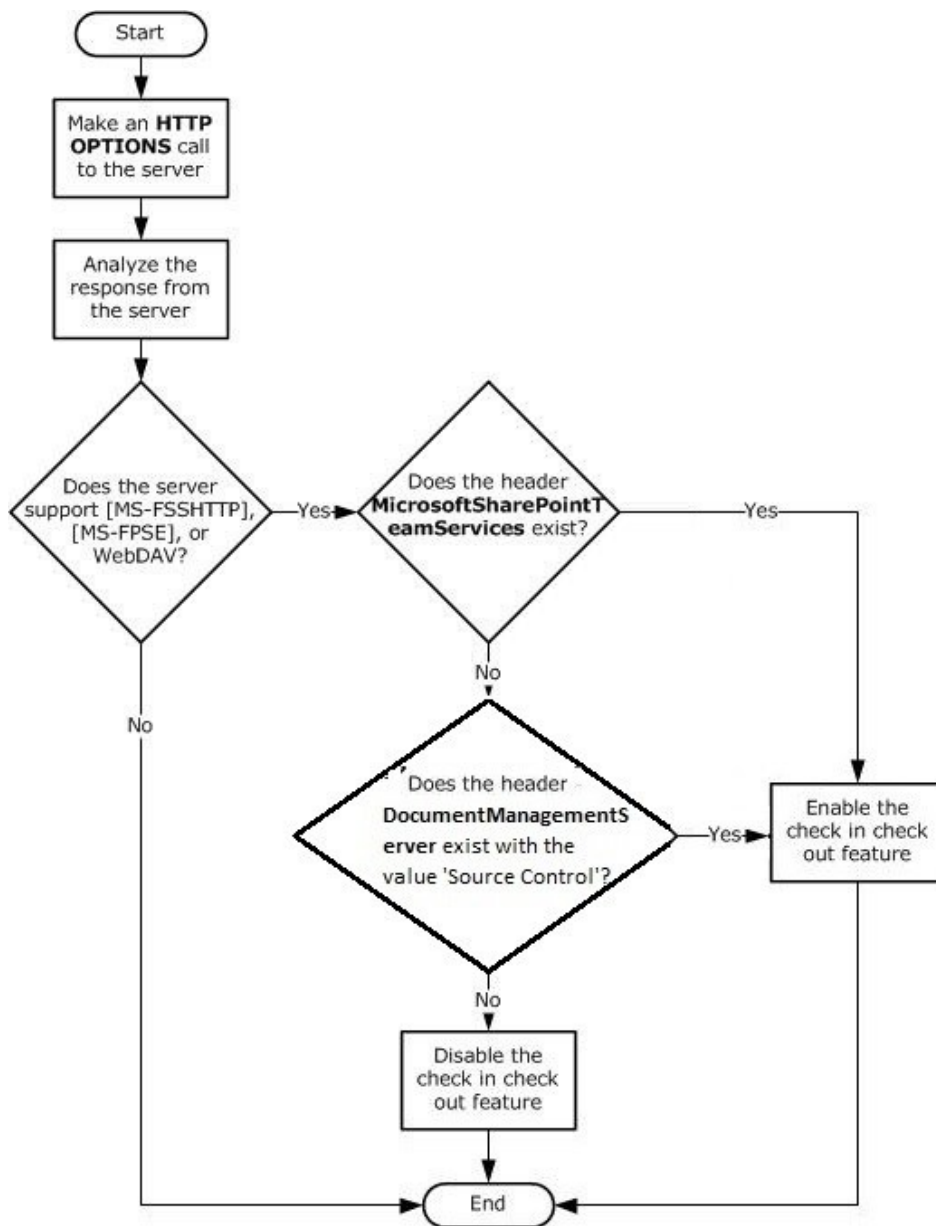 Start
Make an HTTP
OPTIONS call
to the server
Analyze the
response from
the server
Does the server
support [MS-FSSHTTP],
[MS-FPSE], or
WebDAV?
Yes
Does the header
MicrosoftSharePointT
eamServices exist?
Yes
No
No
Does the header
DocumentManagementS
erver exist with the
value 'Source Control'?
Yes
Enable the
check in check
out feature
No
Disable the
check in check
out feature
End